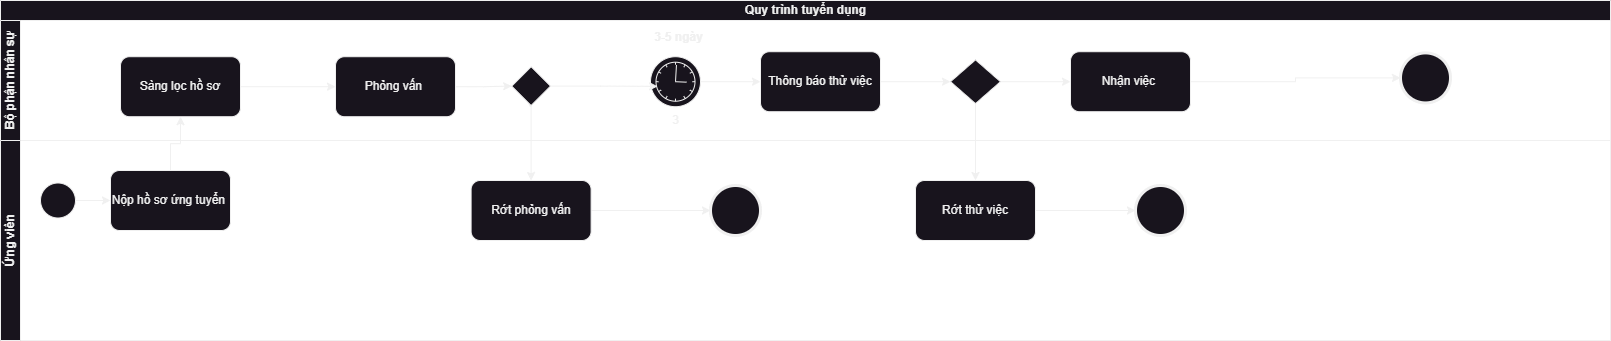 Quy trình tuyển dụng
Bộ phận nhân sự
3-5 ngày
Sàng lọc hồ sơ
Phỏng vấn
Thông báo thử việc
Nhận việc
3
Ứng viên
Nộp hồ sơ ứng tuyển
Rớt phỏng vấn
Rớt thử việc